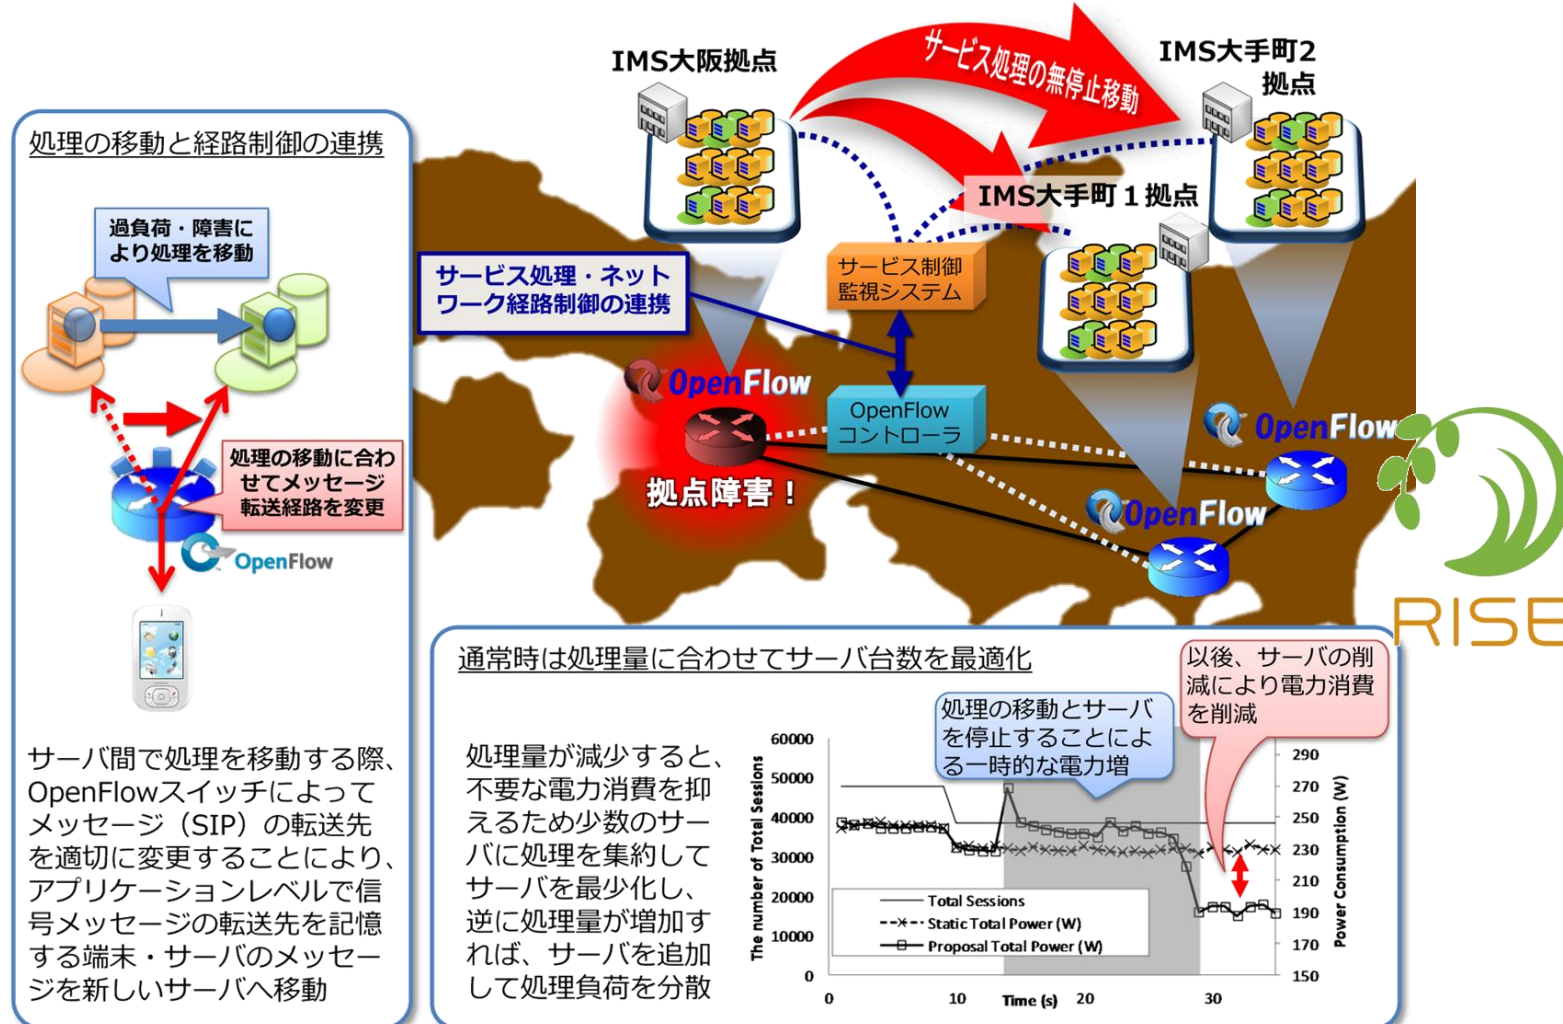 IMS大阪拠点
サービス処理の無停止移動
IMS大手町2
拠点
IMS大手町１拠点
処理の移動と経路制御の連携
過負荷・障害に
より処理を移動
処理の移動に合わ
せてメッセージ
転送経路を変更
OpenFlow
サーバ間で処理を移動する際、
OpenFlowスイッチによって
メッセージ（SIP）の転送先
を適切に変更することにより、
アプリケーションレベルで信
号メッセージの転送先を記憶
する端末・サーバのメッセー
ジを新しいサーバへ移動
サービス処理・ネット
ワーク経路制御の連携
サービス制御
監視システム
OpenFlow
OpenFlow
コントローラ
拠点障害！
OpenFlow
OpenFlow
RISE
通常時は処理量に合わせてサーバ台数を最適化
処理量が減少すると、
不要な電力消費を抑
えるため少数のサー
バに処理を集約して
サーバを最少化し、
逆に処理量が増加す
れば、サーバを追加
して処理負荷を分散
処理の移動とサーバ
を停止することによ
る一時的な電力増
以後、サーバの削
減により電力消費
を削減
The number of Total Sessions
60000
50000
40000
30000
20000
10000
0
Total Sessions
Static Total Power (W)
Proposal Total Power (W)
0
10
Time (s)
20
30
290
270
250
230
210
190
170
150
Power Consumption (W)